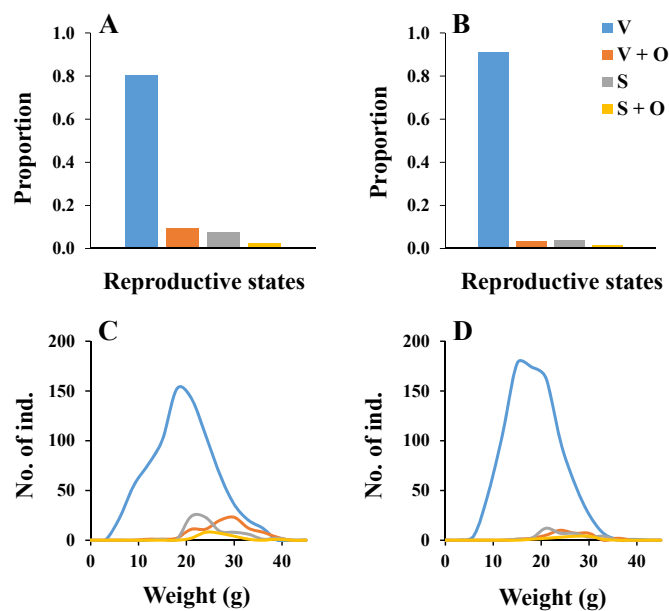 A
1.0
0.8
0.6
0.4
0.2
0.0
Proportion
Reproductive states
B
1.0
0.8
0.6
0.4
0.2
0.0
Proportion
Reproductive states
V
V + O
S
S + O
C
200
150
100
50
0
No. of ind.
0 10 20 30 40
Weight (g)
D
200
150
100
50
0
No. of ind.
0 10 20 30 40
Weight (g)